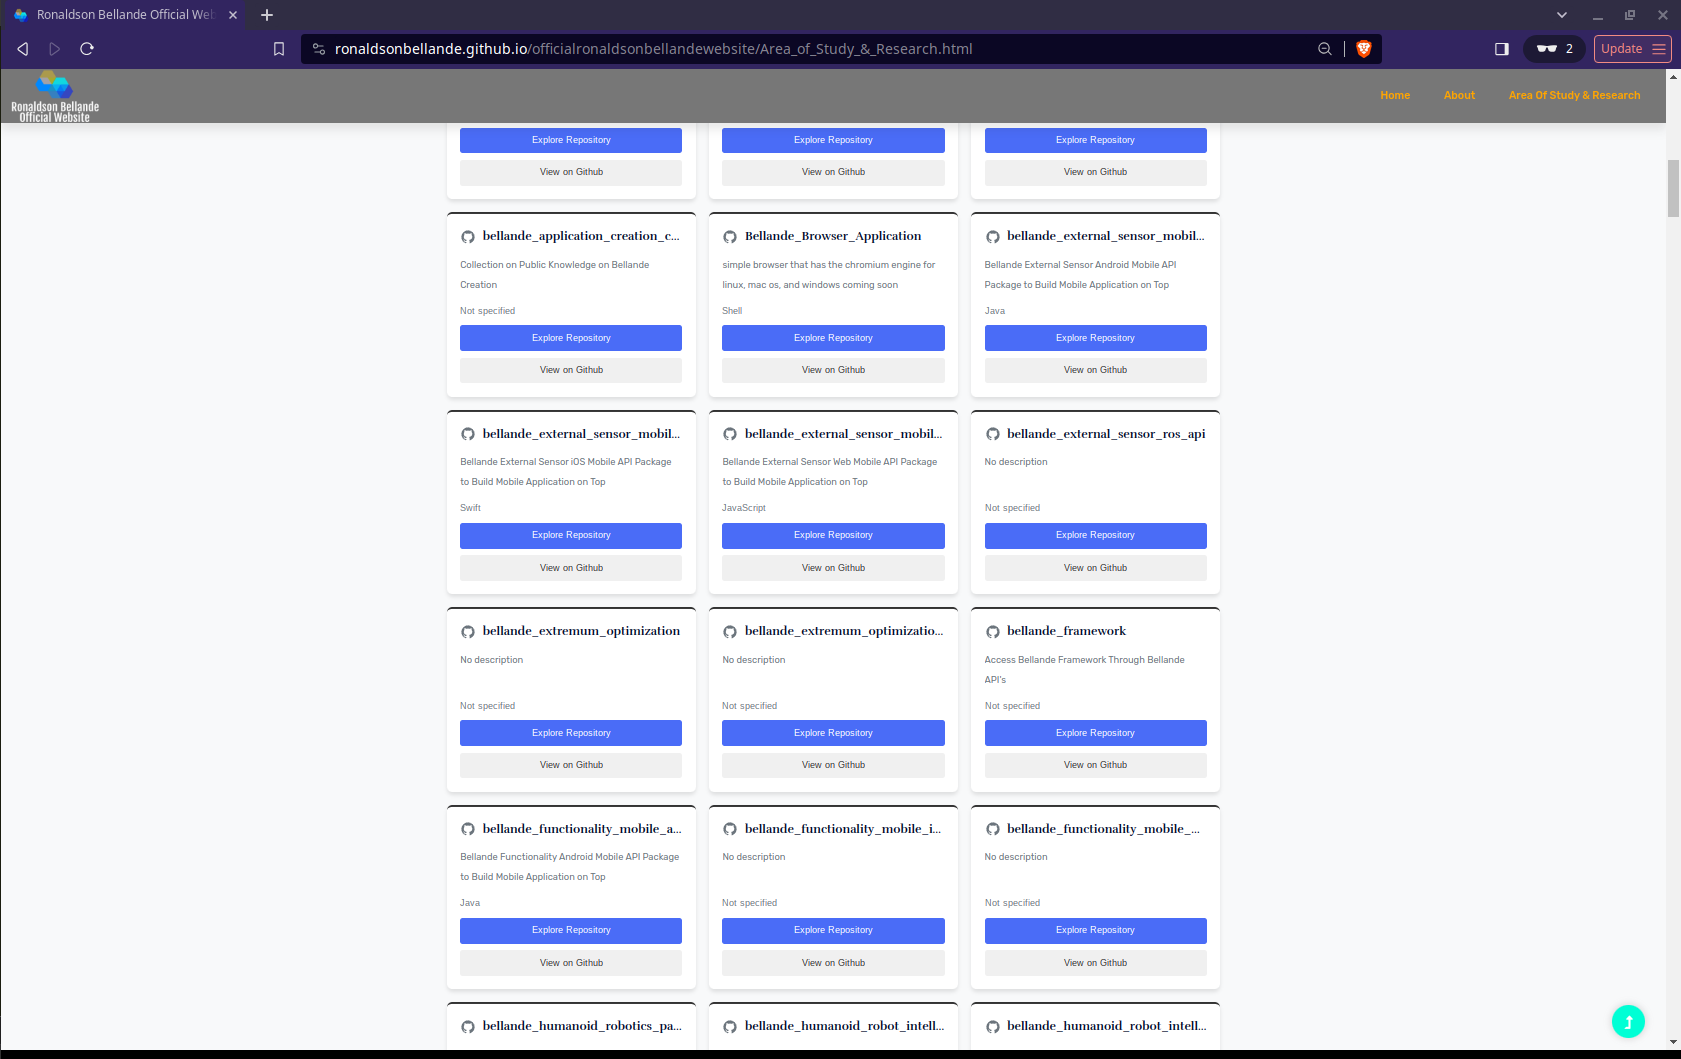 Ronaldson Bellande Official Web
ronaldsonbellande.github.io/officialronaldsonbellandewebsite/Area_of_Study_&_Research.html
2
Update
Ronaldson Bellande
Official Website
Home About Area Of Study & Research
Explore Repository Explore Repository Explore Repository
View on Github View on Github View on Github
bellande_application_creation_c... Bellande_Browser_Application bellande_external_sensor_mobil...
Collection on Public Knowledge on Bellande simple browser that has the chromium engine for Bellande External Sensor Android Mobile API
Creation linux, mac os, and windows coming soon Package to Build Mobile Application on Top
Not specified Shell Java
Explore Repository Explore Repository Explore Repository
View on Github View on Github View on Github
bellande_external_sensor_mobil... bellande_external_sensor_mobil... bellande_external_sensor_ros_api
Bellande External Sensor iOS Mobile API Package Bellande External Sensor Web Mobile API Package No description
to Build Mobile Application on Top to Build Mobile Application on Top
Swift JavaScript Not specified
Explore Repository Explore Repository Explore Repository
View on Github View on Github View on Github
bellande_extremum_optimization bellande_extremum_optimizatio... bellande_framework
No description No description Access Bellande Framework Through Bellande
API's
Not specified Not specified Not specified
Explore Repository Explore Repository Explore Repository
View on Github View on Github View on Github
bellande_functionality_mobile_a... bellande_functionality_mobile_i... bellande_functionality_mobile_...
Bellande Functionality Android Mobile API Package No description No description
to Build Mobile Application on Top
Java Not specified Not specified
Explore Repository Explore Repository Explore Repository
View on Github View on Github View on Github
bellande_humanoid_robotics_pa... bellande_humanoid_robot_intell... bellande_humanoid_robot_intell...